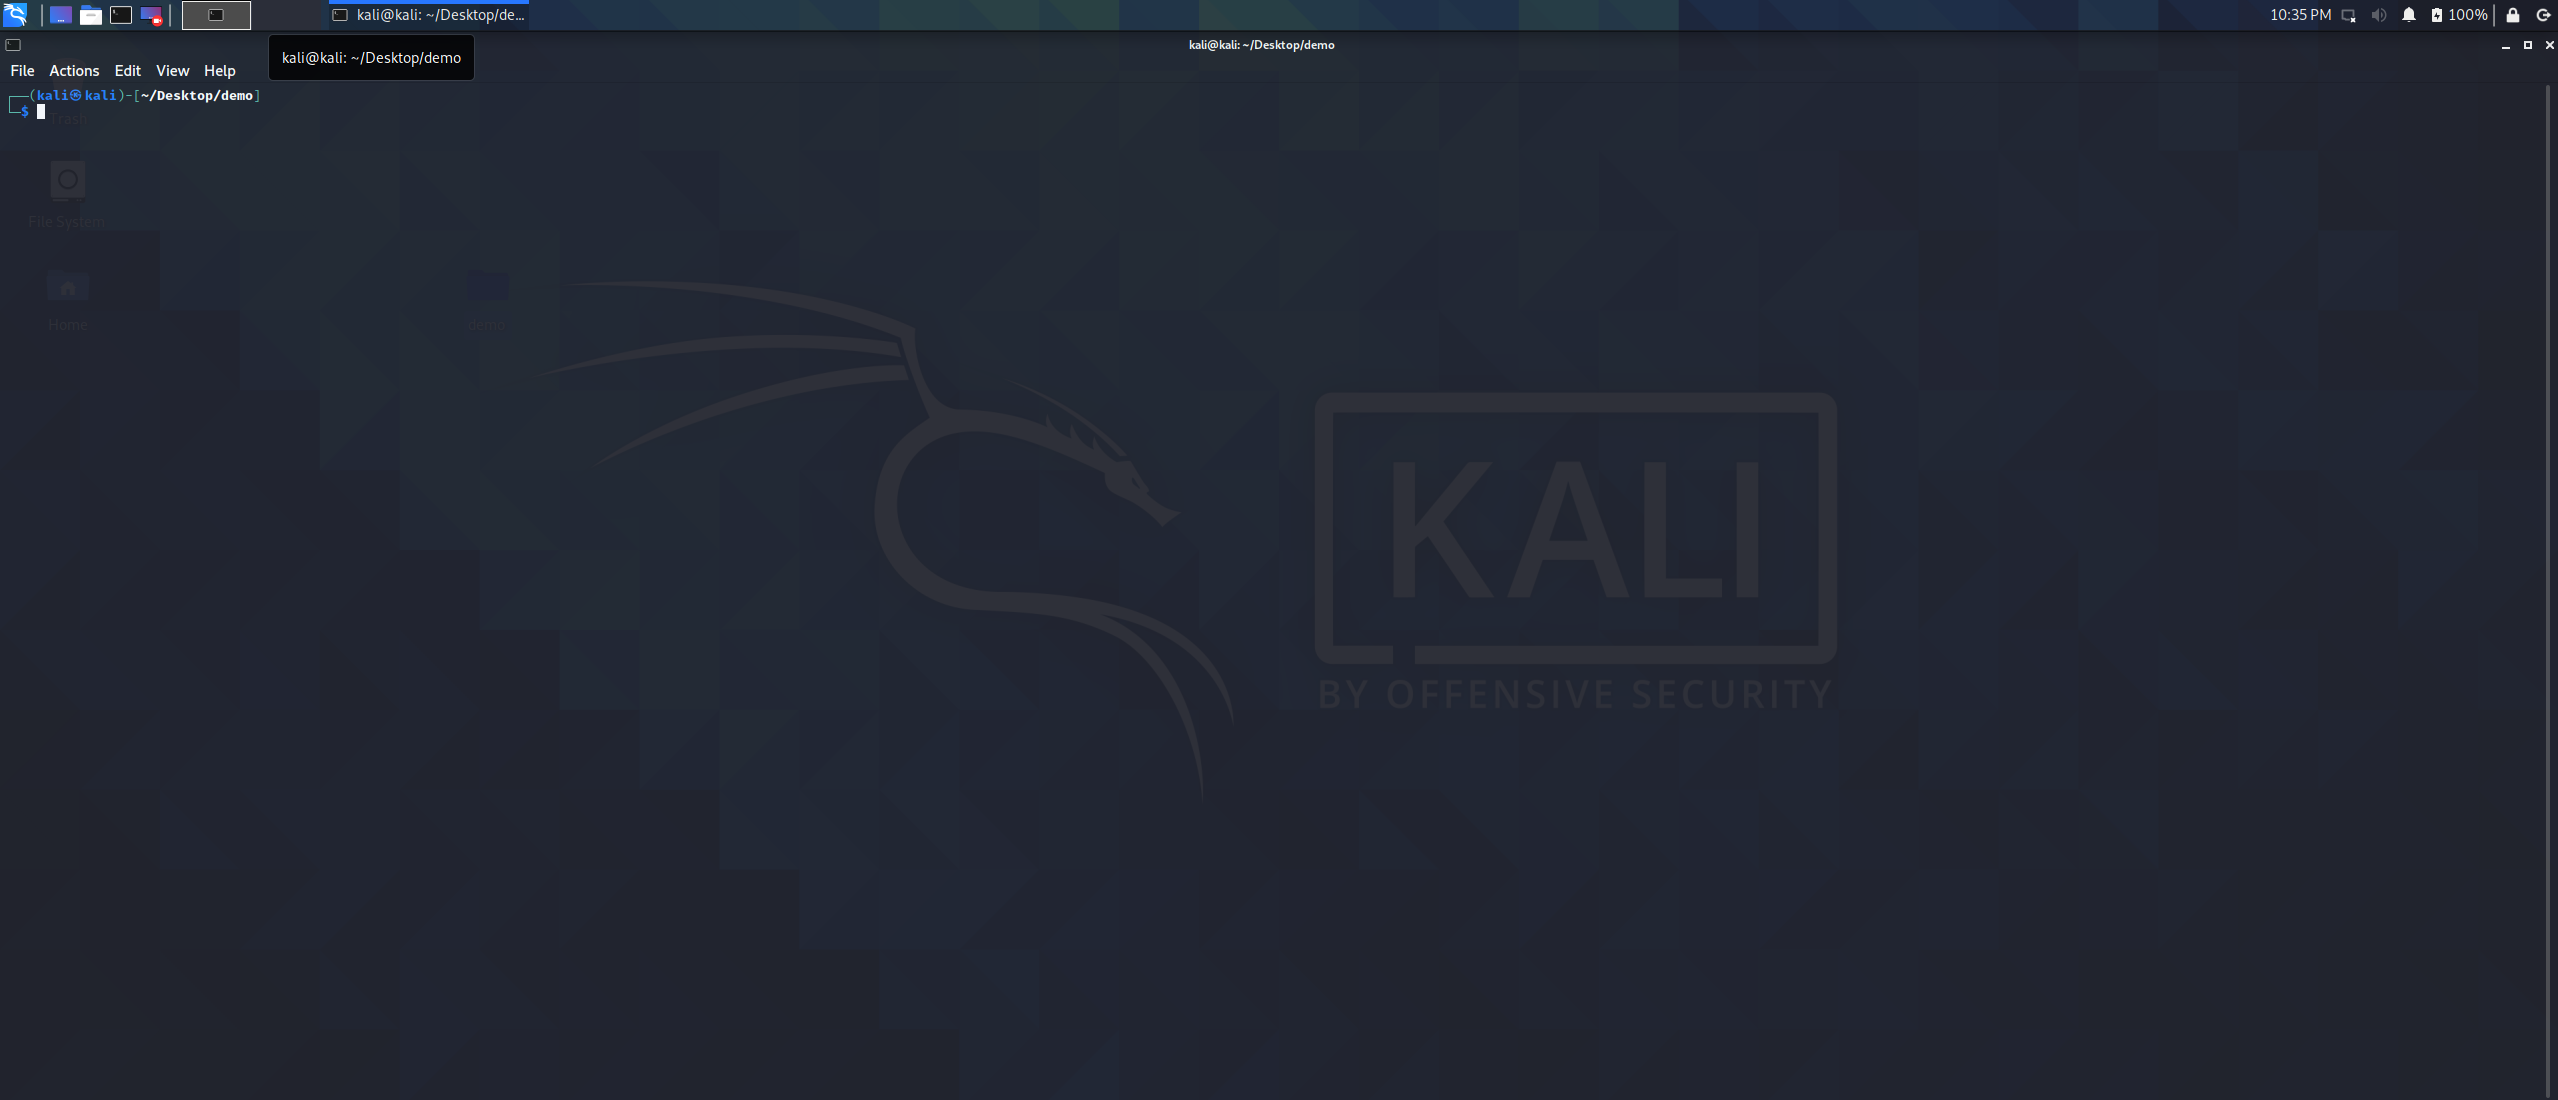 kali@kali: ~/Desktop/de...
10:35 PM
100%
kali@kali: ~/Desktop/demo
kali@kali: ~/Desktop/demo
File Actions Edit View Help
(kali㉿kali)-[~/Desktop/demo]
$
Trash
File System
Home
demo
KALI
BY OFFENSIVE SECURITY